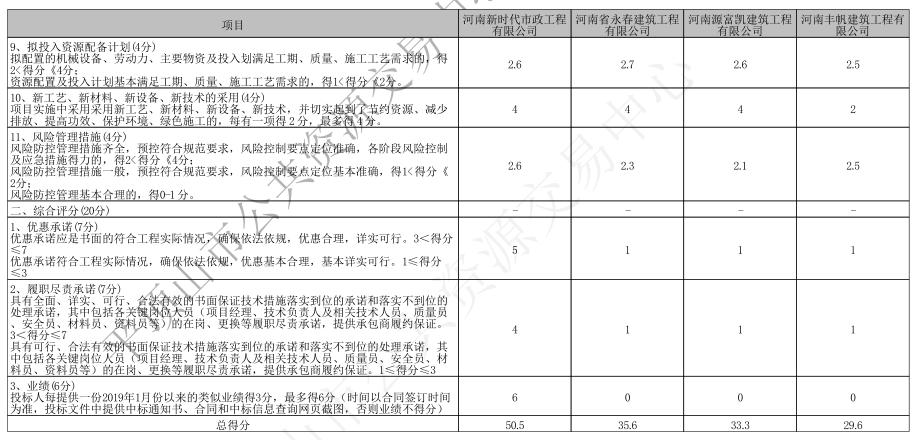 项目
河南新时代市政工程
有限公司
河南省永春建筑工程
有限公司
河南源富凯建筑工程
有限公司
河南丰帆建筑工程有
限公司
9、拟投入资源配备计划(4分)
拟配置的机械设备、劳动力、主要物资及投入划满足工期、质量、施工工艺需求的，得
2<得分《4分；
资源配置及投入计划基本满足工期、质量、施工工艺需求的，得1<得分《2分。
2.6
2.7
2.6
2.5
10、新工艺、新材料、新设备、新技术的采用(4分)
项目实施中采用采用新工艺、新材料、新设备、新技术，并切实起到了节约资源、减少
排放、提高功效、保护环境、绿色施工的，每有一项得２分，最多得４分。
4
4
4
2
11、风险管理措施(4分)
风险防控管理措施齐全，预控符合规范要求，风险控制要点定位准确，各阶段风险控制
及应急措施得力的，得2<得分《4分；
风险防控管理措施一般，预控符合规范要求，风险控制要点定位基本准确，得1<得分《
2分；
风险防控管理基本合理的，得0-1 分。
2.6
2.3
2.1
2.5
二、综合评分(20分)
–
–
–
–
1、优惠承诺(7分)
优惠承诺应是书面的符合工程实际情况，确保依法依规，优惠合理，详实可行。3<得分
≤7
优惠承诺符合工程实际情况，确保依法依规，优惠基本合理，基本详实可行。1≤得分
≤3
5
1
1
1
2、履职尽责承诺(7分)
具有全面、详实、可行、合法有效的书面保证技术措施落实到位的承诺和落实不到位的
处理承诺，其中包括各关键岗位人员（项目经理、技术负责人及相关技术人员、质量员
、安全员、材料员、资料员等）的在岗、更换等履职尽责承诺，提供承包商履约保证。
3<得分≤7
具有可行、合法有效的书面保证技术措施落实到位的承诺和落实不到位的处理承诺，其
中包括各关键岗位人员（项目经理、技术负责人及相关技术人员、质量员、安全员、材
料员、资料员等）的在岗、更换等履职尽责承诺，提供承包商履约保证。1≤得分≤3
4
1
1
1
3、业绩(6分)
投标人每提供一份2019年1月份以来的类似业绩得3分，最多得6分（时间以合同签订时间
为准，投标文件中提供中标通知书、合同和中标信息查询网页截图，否则业绩不得分）
6
0
0
0
总得分
50.5
35.6
33.3
29.6
平顶山市公共资源交易中心
平顶山市公共资源交易中心